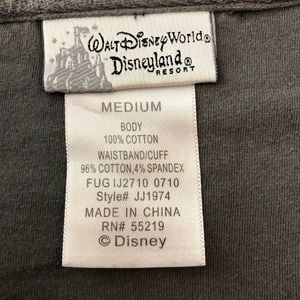 Walt Disney World®
Disneyland®
RESORT
MEDIUM
BODY
100% COTTON
WAISTBAND/CUFF
96% COTTON,4% SPANDEX
FUG IJ2710 0710
Style# JJ1974
MADE IN CHINA
RN# 55219
© Disney